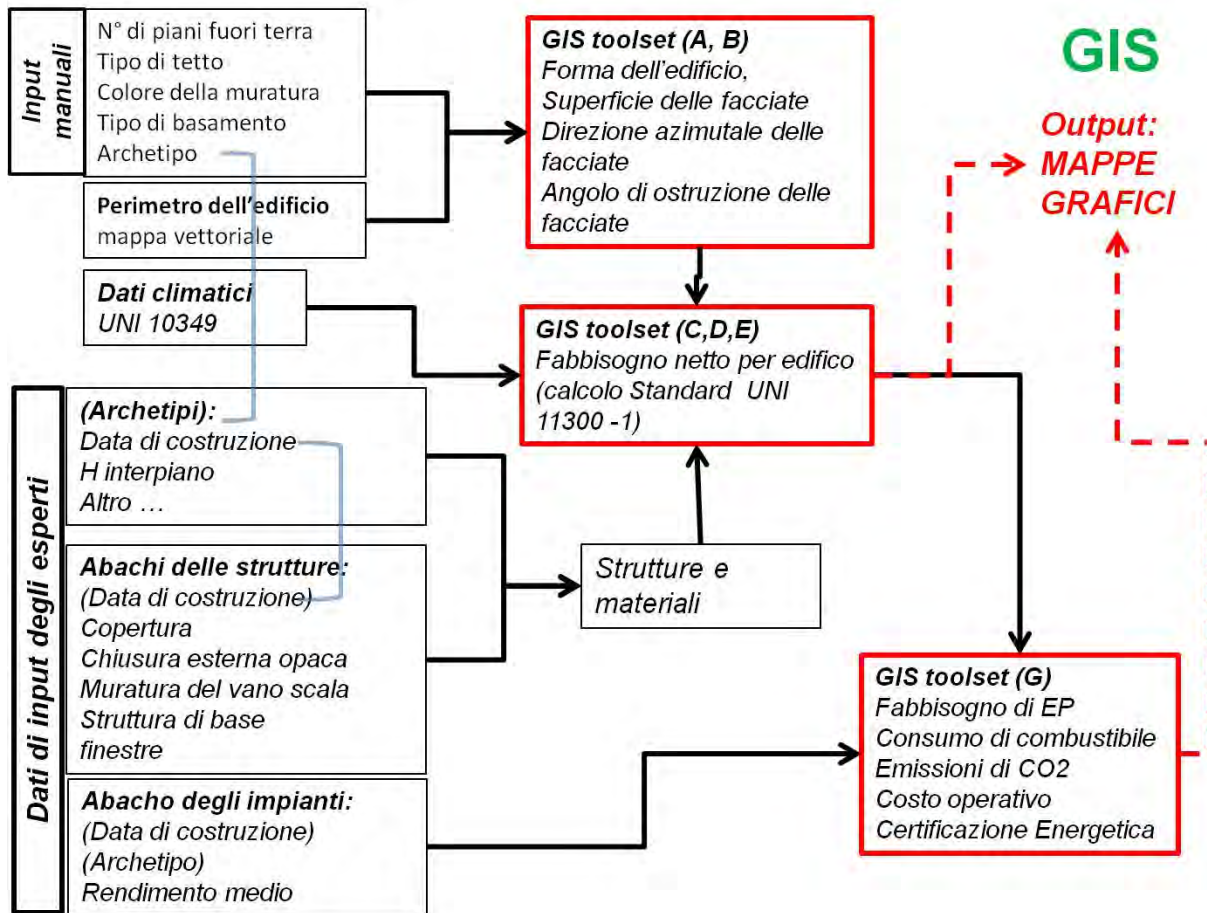 Input
manuali
N° di piani fuori terra
Tipo di tetto
Colore della muratura
Tipo di basamento
Archetipo
Perimetro dell'edificio
mappa vettoriale
Dati climatici
UNI 10349
Dati di input degli esperti
(Archetipi):
Data di costruzione
H interpiano
Altro …
Abachi delle strutture:
(Data di costruzione)
Copertura
Chiusura esterna opaca
Muratura del vano scala
Struttura di base
finestre
Abacho degli impianti:
(Data di costruzione)
(Archetipo)
Rendimento medio
GIS toolset (A, B)
Forma dell'edificio,
Superficie delle facciate
Direzione azimutale delle
facciate
Angolo di ostruzione delle
facciate
GIS toolset (C,D,E)
Fabbisogno netto per edifico
(calcolo Standard UNI
11300 -1)
Strutture e
materiali
GIS toolset (G)
Fabbisogno di EP
Consumo di combustibile
Emissioni di CO2
Costo operativo
Certificazione Energetica
GIS
Output:
MAPPE
GRAFICI